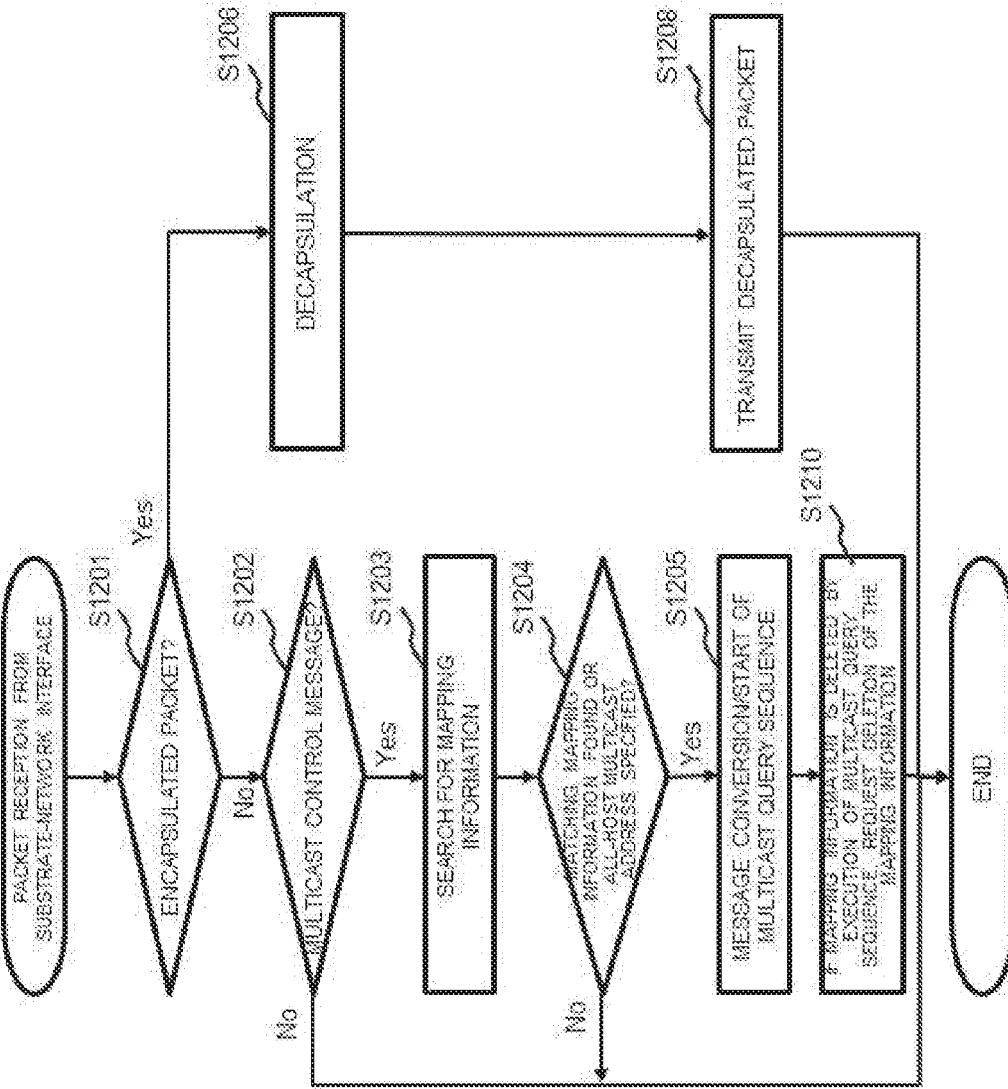 PACKET RECEPTION FROM
SUBSTRATE-NETWORK INTERFACE
S1201
ENCAPSULATED PACKET?
Yes
No
S1202
MULTICAST CONTROL MESSAGE?
No
Yes
S1203
SEARCH FOR MAPPING
INFORMATION
S1204
MATCHING MAPPING
INFORMATION FOUND OR
ALL-HOST MULTICAST
ADDRESS SPECIFIED?
No
Yes
S1205
MESSAGE CONVERSION/START OF
MULTICAST QUERY SEQUENCE
S1210
IF MAPPING INFORMATION IS DELETED BY
EXECUTION OF MULTICAST QUERY
SEQUENCE, REQUEST DELETION OF THE
MAPPING INFORMATION
S1206
DECAPSULATION
S1208
TRANSMIT DECAPSULATED PACKET
END